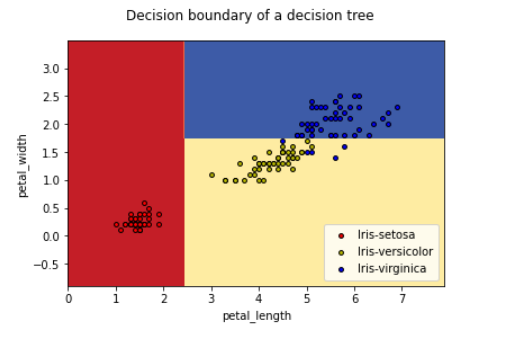 Decision boundary of a decision tree
3.0
2.5
2.0
1.5
1.0
0.5
0.0
−0.5
petal_width
0 1 2 3 4 5 6 7
petal_length
Iris-setosa
Iris-versicolor
Iris-virginica